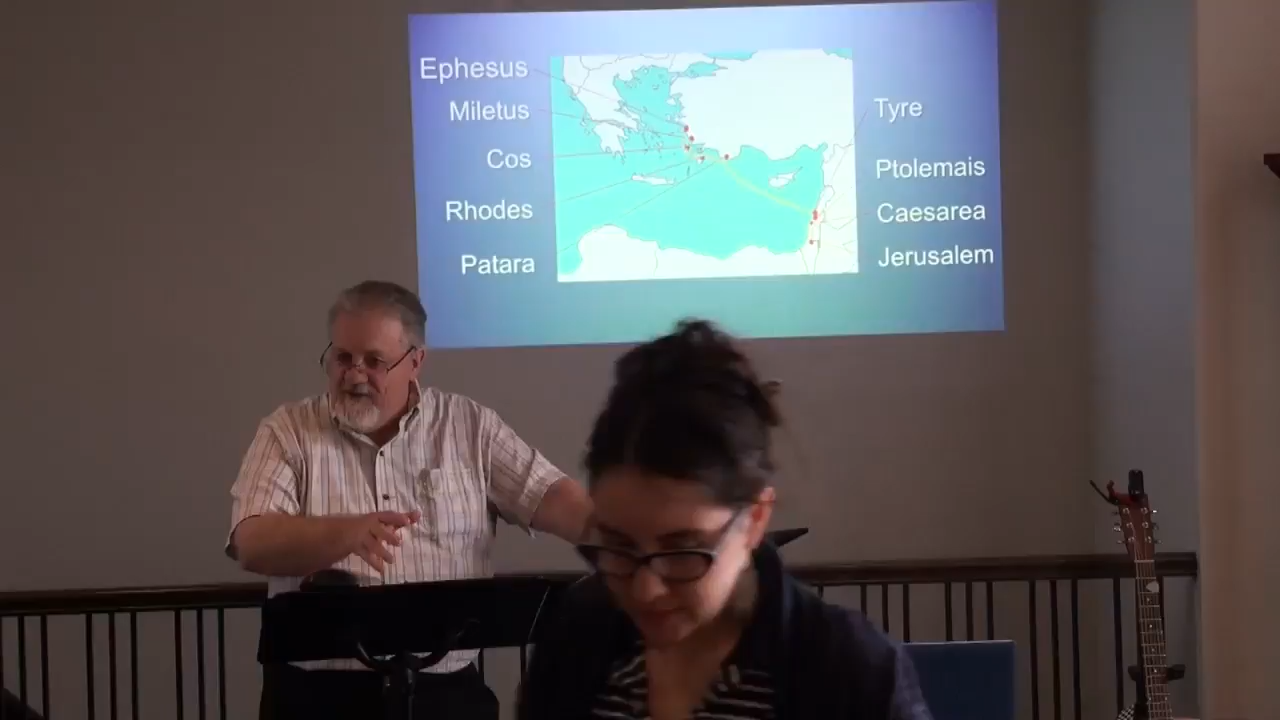 Ephesus
Miletus
Cos
Rhodes
Patara
Tyre
Ptolemais
Caesarea
Jerusalem